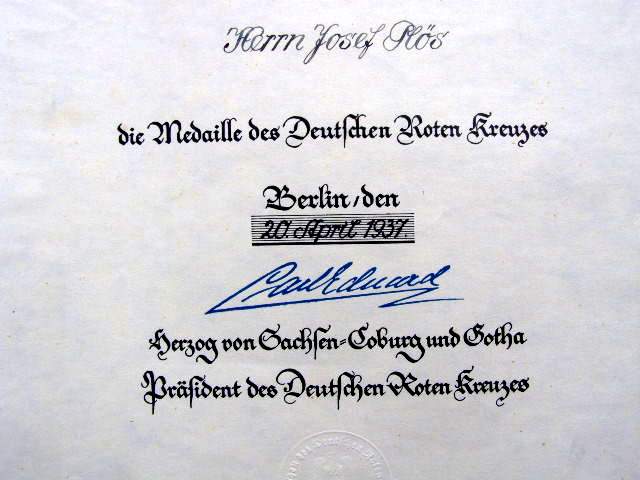 Herrn Josef Plös
die Medaille des Deutschen Roten Kreuzes
Berlin, den
20. April 1937.
Carl Eduard
Herzog von Sachsen-Coburg und Gotha
Präsident des Deutschen Roten Kreuzes